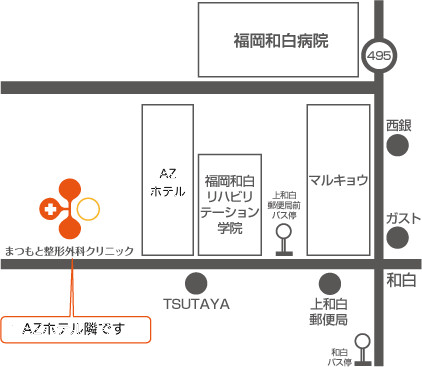 福岡和白病院
495
西銀
AZ
ホテル
福岡和白
リハビリ
テーション
学院
上和白
郵便局前
バス停
マルキョウ
ガスト
まつもと整形外科クリニック
和白
TSUTAYA
上和白
郵便局
AZホテル隣です
和白
バス停